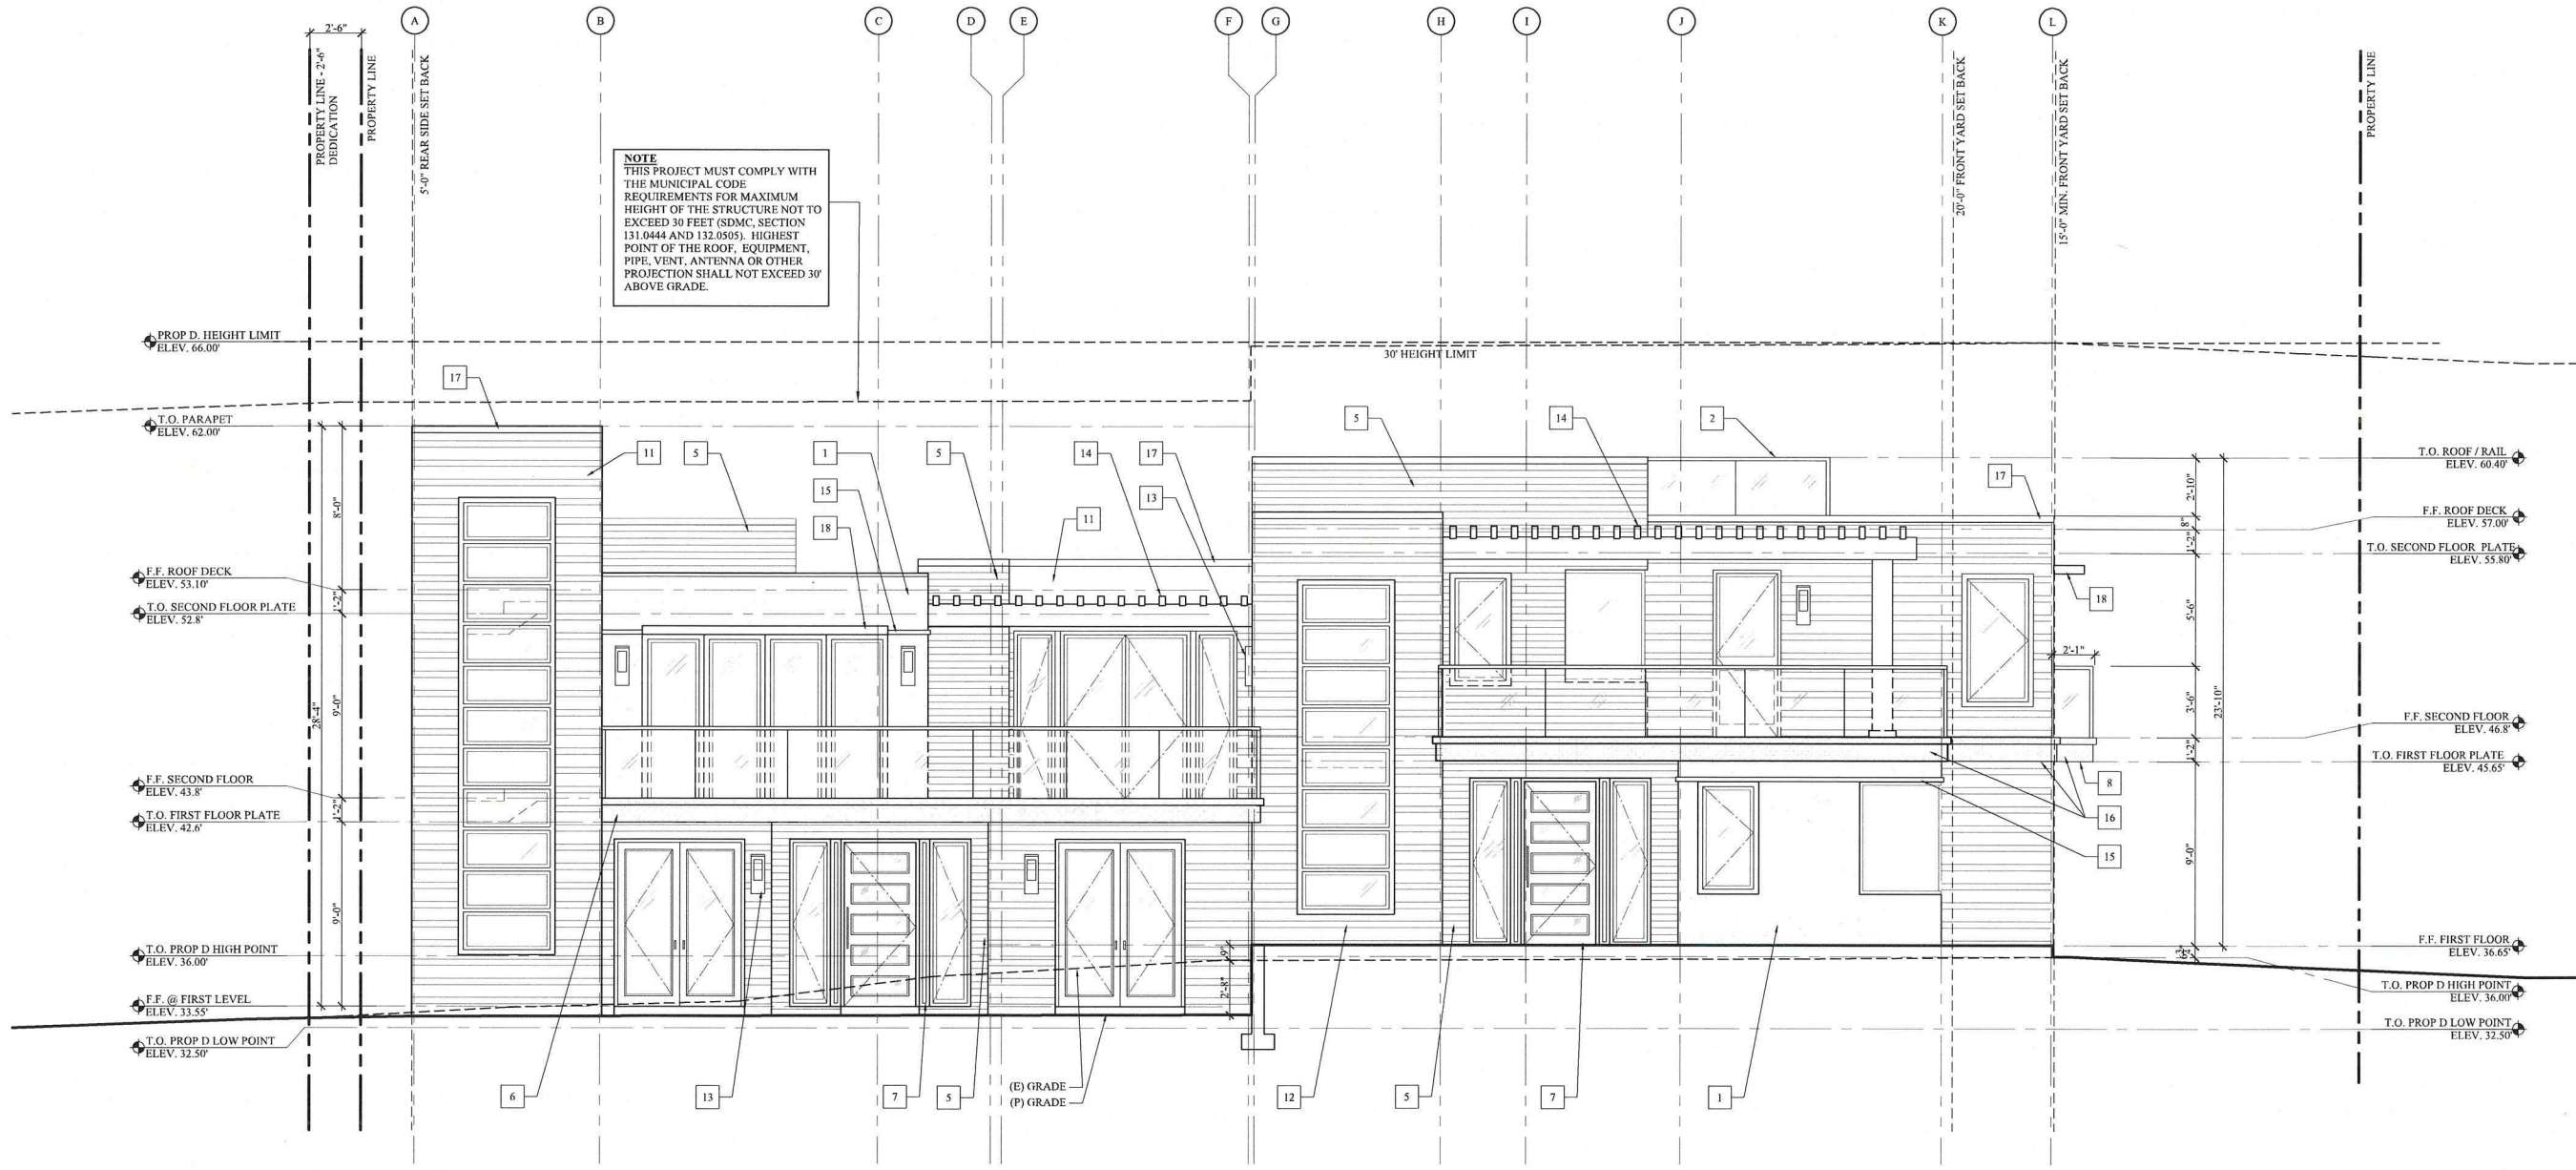 A
B
C
D
E
F
G
H
I
J
K
L
2'-6"
PROPERTY LINE - 2'-6"
DEDICATION
PROPERTY LINE
5'-0" REAR SIDE SET BACK
20'-0" FRONT YARD SET BACK
15'-0" MIN. FRONT YARD SET BACK
PROPERTY LINE
NOTE
THIS PROJECT MUST COMPLY WITH
THE MUNICIPAL CODE
REQUIREMENTS FOR MAXIMUM
HEIGHT OF THE STRUCTURE NOT TO
EXCEED 30 FEET (SDMC, SECTION
131.0444 AND 132.0505). HIGHEST
POINT OF THE ROOF, EQUIPMENT,
PIPE, VENT, ANTENNA OR OTHER
PROJECTION SHALL NOT EXCEED 30'
ABOVE GRADE.
PROP D. HEIGHT LIMIT
ELEV. 66.00'
30' HEIGHT LIMIT
T.O. PARAPET
ELEV. 62.00'
F.F. ROOF DECK
ELEV. 53.10'
T.O. SECOND FLOOR PLATE
ELEV. 52.8'
F.F. SECOND FLOOR
ELEV. 43.8'
T.O. FIRST FLOOR PLATE
ELEV. 42.6'
T.O. PROP D HIGH POINT
ELEV. 36.00'
F.F. @ FIRST LEVEL
ELEV. 33.55'
T.O. PROP D LOW POINT
ELEV. 32.50'
8'-0"
1'-2"
9'-0"
28'-4"
1'-2"
9'-0"
17
11
5
1
15
18
5
11
14
17
13
5
14
2
17
18
8
16
15
6
13
7
5
(E) GRADE
(P) GRADE
12
5
7
1
9"
2'-8"
T.O. ROOF / RAIL
ELEV. 60.40'
F.F. ROOF DECK
ELEV. 57.00'
T.O. SECOND FLOOR PLATE
ELEV. 55.80'
F.F. SECOND FLOOR
ELEV. 46.8'
T.O. FIRST FLOOR PLATE
ELEV. 45.65'
F.F. FIRST FLOOR
ELEV. 36.65'
T.O. PROP D HIGH POINT
ELEV. 36.00'
T.O. PROP D LOW POINT
ELEV. 32.50'
2'-10"
8"
1'-2"
5'-6"
2'-1"
3'-6"
23'-10"
1'-2"
9'-0"